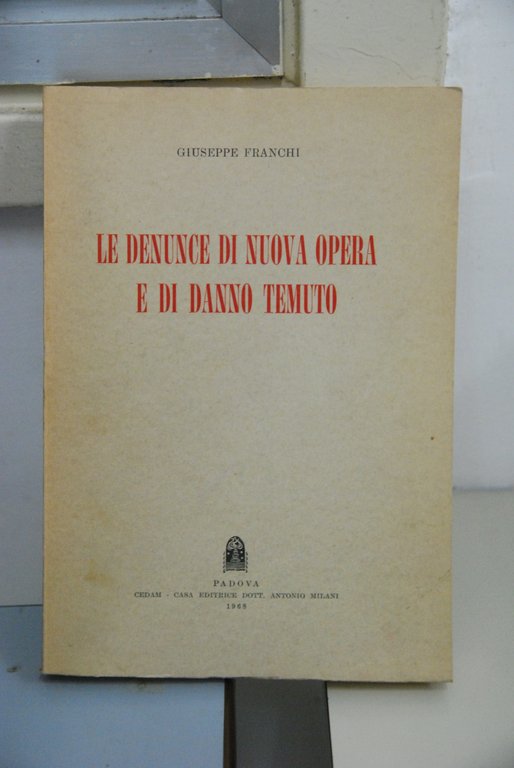 GIUSEPPE FRANCHI
LE DENUNCE DI NUOVA OPERA
E DI DANNO TEMUTO
PADOVA
CEDAM - CASA EDITRICE DOTT. ANTONIO MILANI
1968